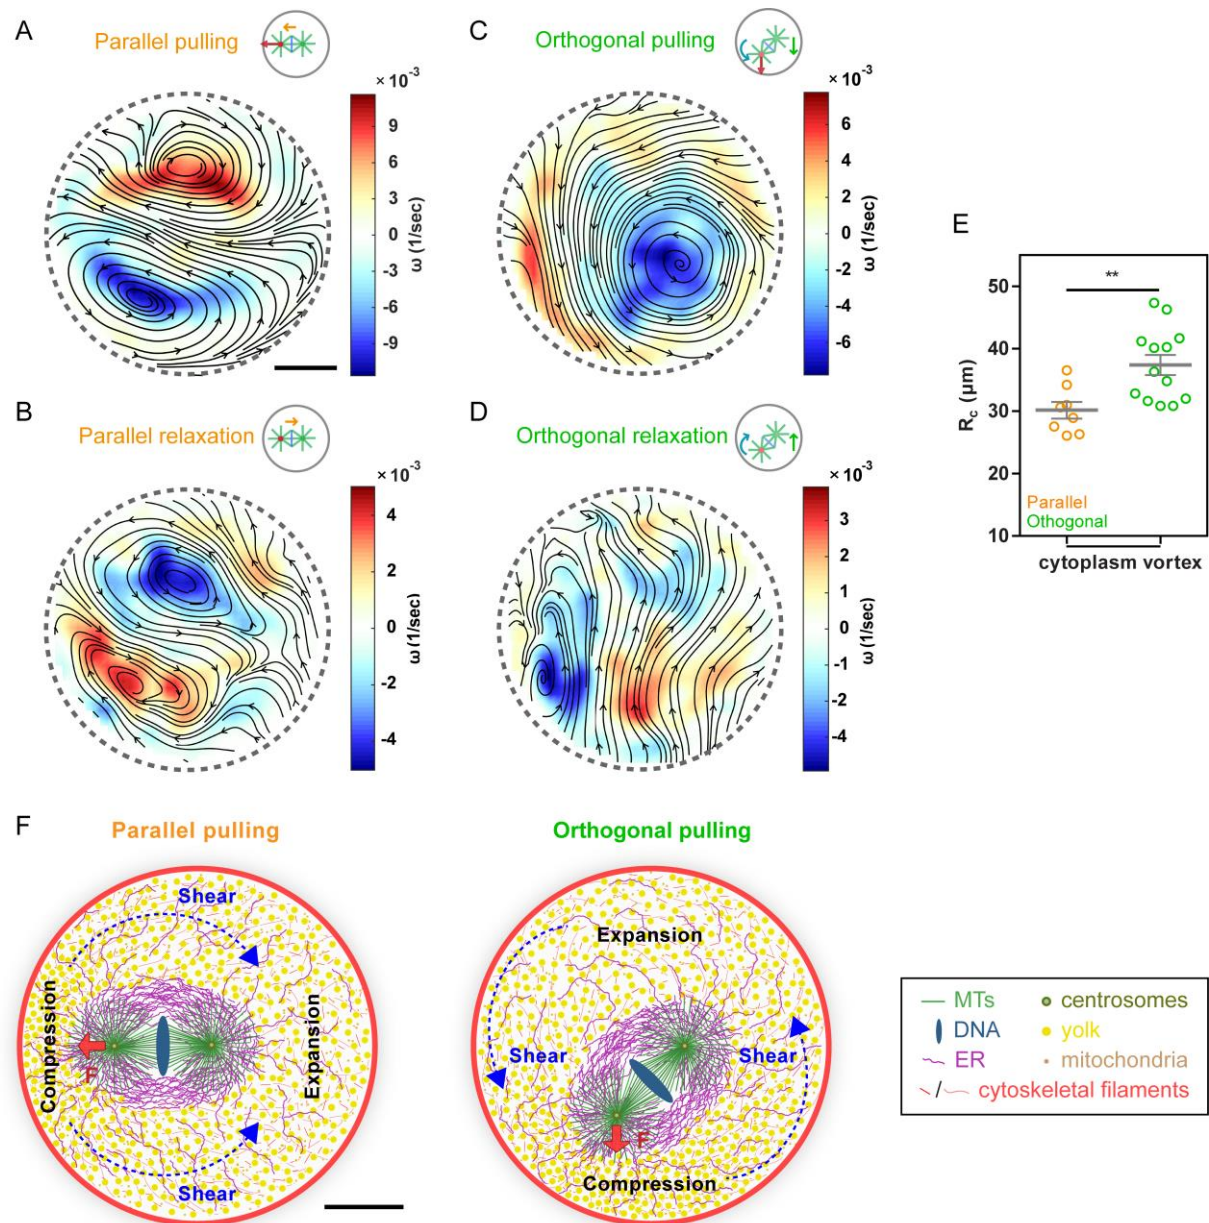 A
Parallel pulling
× 10⁻³
9
6
3
0
-3
-6
-9
ω (1/sec)
C
Orthogonal pulling
× 10⁻³
6
4
2
0
-2
-4
-6
ω (1/sec)
B
Parallel relaxation
× 10⁻³
4
2
0
-2
-4
ω (1/sec)
D
Orthogonal relaxation
× 10⁻³
3
2
1
0
-1
-2
-3
-4
ω (1/sec)
E
**
50
40
30
20
10
R_c (µm)
Parallel
Othogonal
cytoplasm vortex
F
Parallel pulling
Shear
Compression
F
Expansion
Shear
Orthogonal pulling
Expansion
Shear
Shear
F
Compression
MTs
centrosomes
DNA
yolk
ER
mitochondria
/ cytoskeletal filaments